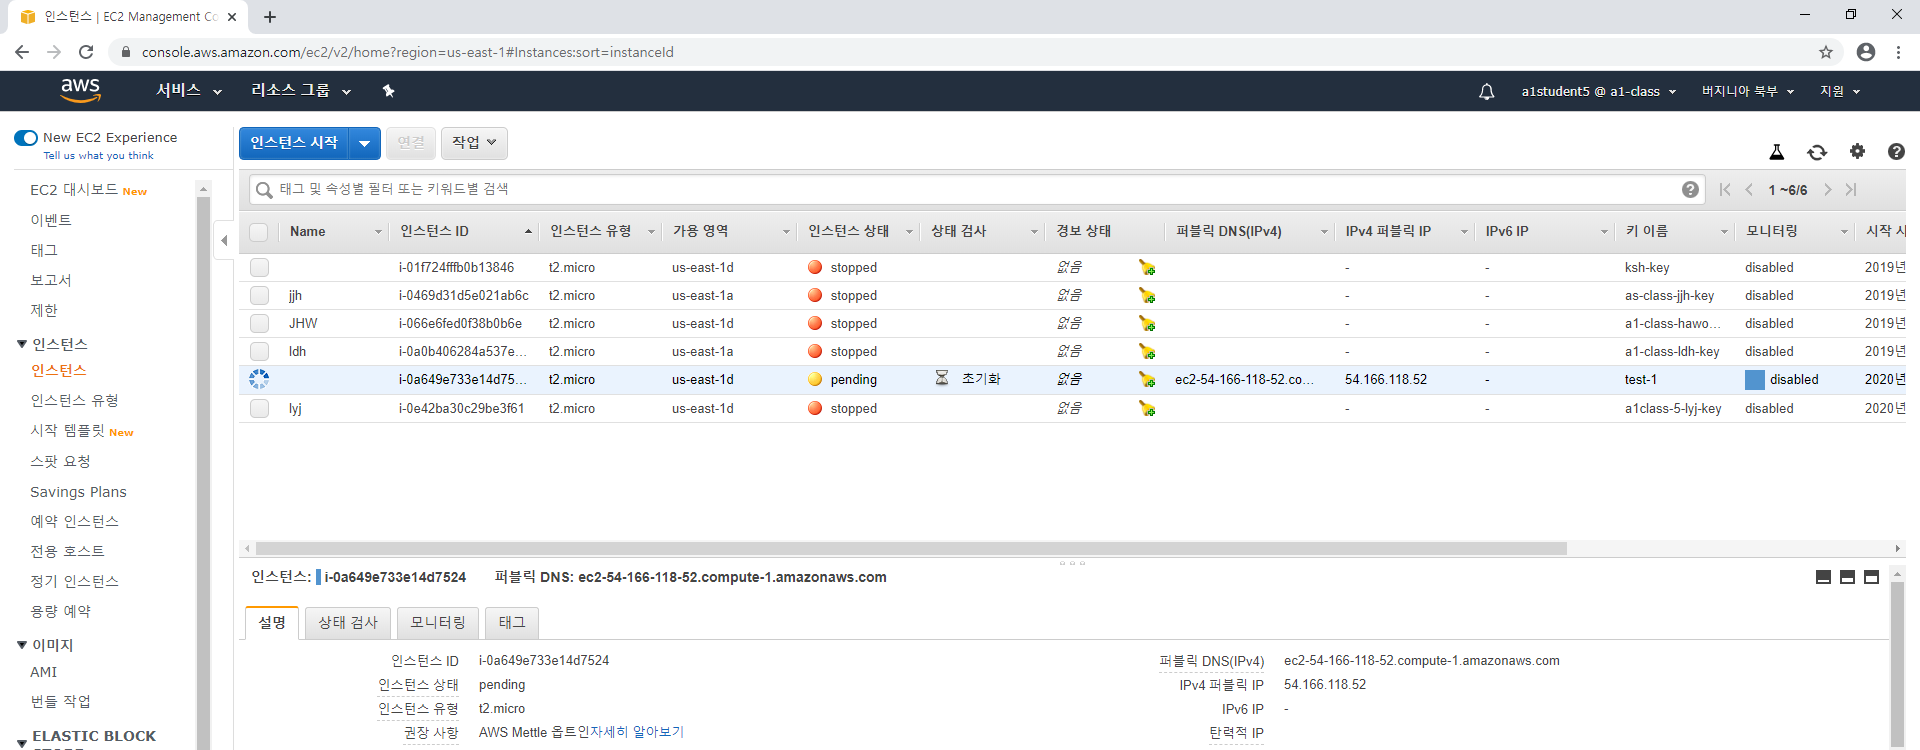 인스턴스 | EC2 Management Co
console.aws.amazon.com/ec2/v2/home?region=us-east-1#Instances:sort=instanceId
aws 서비스 리소스 그룹 a1student5 @ a1-class 버지니아 북부 지원
New EC2 Experience
Tell us what you think
EC2 대시보드 New
이벤트
태그
보고서
제한
인스턴스
인스턴스
인스턴스 유형
시작 템플릿 New
스팟 요청
Savings Plans
예약 인스턴스
전용 호스트
정기 인스턴스
용량 예약
이미지
AMI
번들 작업
ELASTIC BLOCK
인스턴스 시작 연결 작업
태그 및 속성별 필터 또는 키워드별 검색 1 ~6/6
Name 인스턴스 ID 인스턴스 유형 가용 영역 인스턴스 상태 상태 검사 경보 상태 퍼블릭 DNS(IPv4) IPv4 퍼블릭 IP IPv6 IP 키 이름 모니터링 시작 시
i-01f724fffb0b13846 t2.micro us-east-1d stopped 없음 - - ksh-key disabled 2019년
jjh i-0469d31d5e021ab6c t2.micro us-east-1a stopped 없음 - - as-class-jjh-key disabled 2019년
JHW i-066e6fed0f38b0b6e t2.micro us-east-1d stopped 없음 - - a1-class-hawo... disabled 2019년
ldh i-0a0b406284a537e... t2.micro us-east-1a stopped 없음 - - a1-class-ldh-key disabled 2019년
i-0a649e733e14d75... t2.micro us-east-1d pending 초기화 없음 ec2-54-166-118-52.co... 54.166.118.52 - test-1 disabled 2020년
lyj i-0e42ba30c29be3f61 t2.micro us-east-1d stopped 없음 - - a1class-5-lyj-key disabled 2020년
인스턴스: i-0a649e733e14d7524 퍼블릭 DNS: ec2-54-166-118-52.compute-1.amazonaws.com
설명 상태 검사 모니터링 태그
인스턴스 ID i-0a649e733e14d7524 퍼블릭 DNS(IPv4) ec2-54-166-118-52.compute-1.amazonaws.com
인스턴스 상태 pending IPv4 퍼블릭 IP 54.166.118.52
인스턴스 유형 t2.micro IPv6 IP -
권장 사항 AWS Mettle 옵트인자세히 알아보기 탄력적 IP